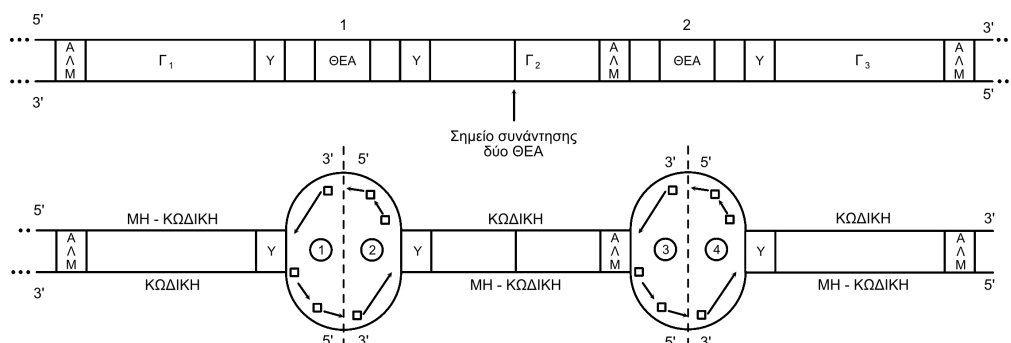 5' 1 2 3'
Α Λ Μ Γ1 Υ ΘΕΑ Υ Γ2 Α Λ Μ ΘΕΑ Υ Γ3 Α Λ Μ
3' 5'
Σημείο συνάντησης
δύο ΘΕΑ
3' 5' 3' 5'
5' ΜΗ - ΚΩΔΙΚΗ ΚΩΔΙΚΗ ΚΩΔΙΚΗ 3'
Α Λ Μ Υ 1 2 Υ Α Λ Μ 3 4 Υ Α Λ Μ
3' ΚΩΔΙΚΗ ΜΗ - ΚΩΔΙΚΗ ΜΗ - ΚΩΔΙΚΗ 5'
5' 3' 5' 3'